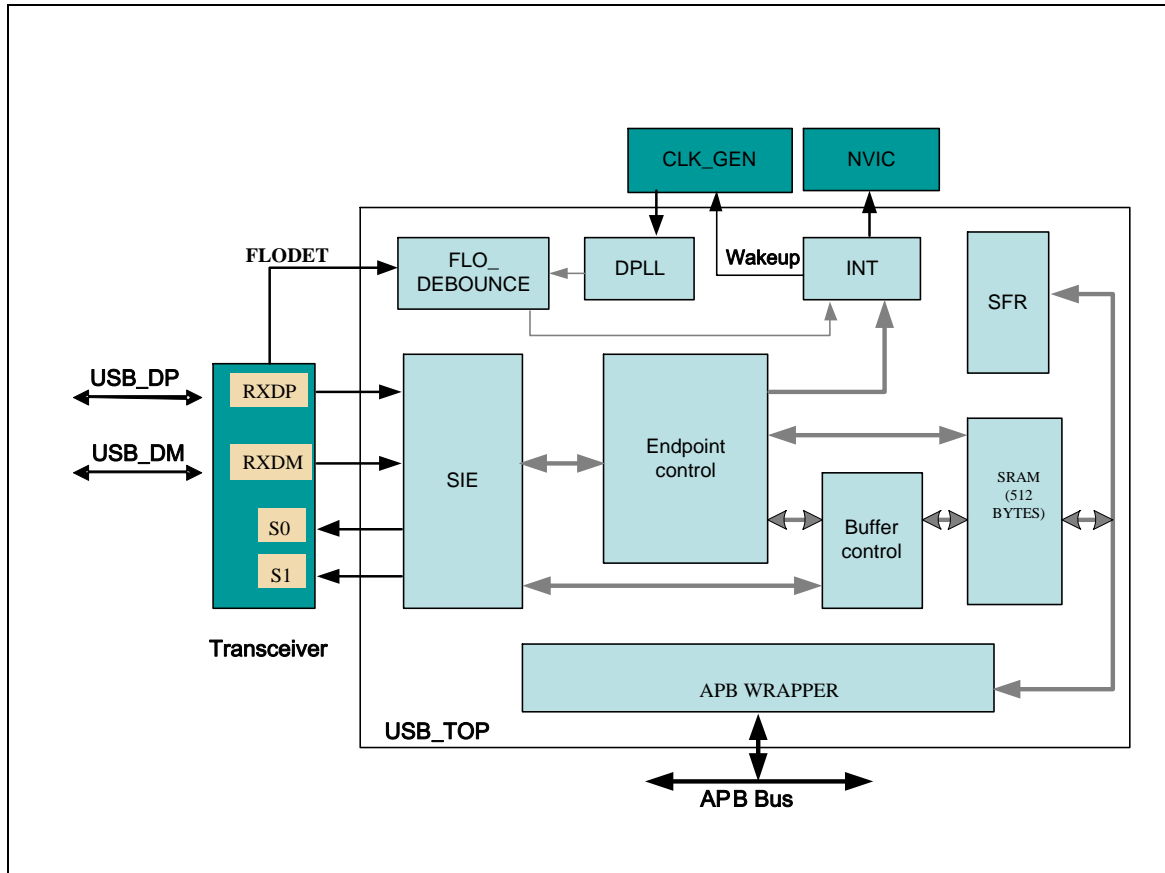 CLK_GEN
NVIC
FLODET
FLO_
DEBOUNCE
DPLL
Wakeup
INT
SFR
USB_DP
RXDP
USB_DM
RXDM
S0
S1
Transceiver
SIE
Endpoint
control
Buffer
control
SRAM
(512
BYTES)
APB WRAPPER
USB_TOP
APB Bus